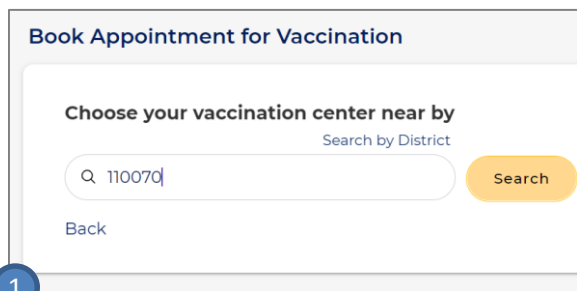 Book Appointment for Vaccination
Choose your vaccination center near by
Search by District
110070
Search
Back
1